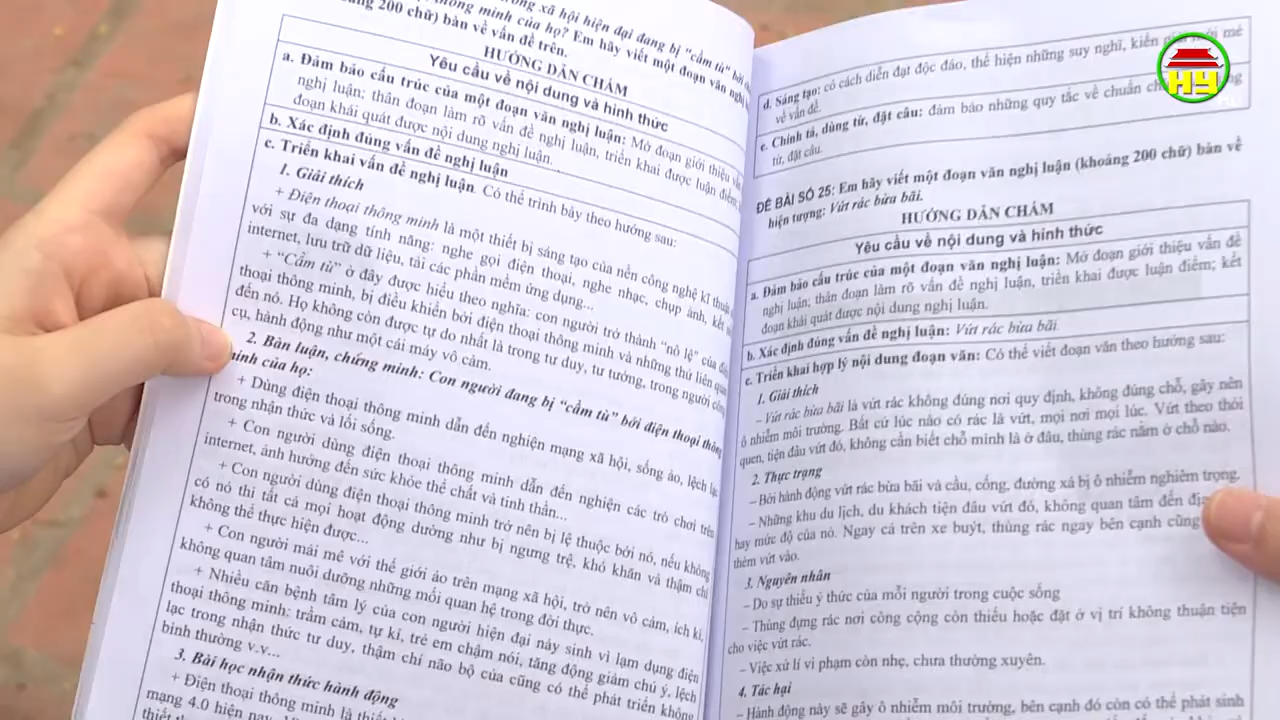 xã hội hiện đại đang bị "cầm tù" bởi
thông minh của họ? Em hãy viết một đoạn văn nghị
200 chữ) bàn về vấn đề trên.
HƯỚNG DẪN CHẤM
Yêu cầu về nội dung và hình thức
a. Đảm bảo cấu trúc của một đoạn văn nghị luận: Mở đoạn giới thiệu vấn
nghị luận; thân đoạn làm rõ vấn đề nghị luận, triển khai được luận điểm;
đoạn khái quát được nội dung nghị luận.
b. Xác định đúng vấn đề nghị luận
c. Triển khai vấn đề nghị luận. Có thể trình bày theo hướng sau:
1. Giải thích
+ Điện thoại thông minh là một thiết bị sáng tạo của nền công nghệ kĩ thuật
với sự đa dạng tính năng: nghe gọi điện thoại, nghe nhạc, chụp ảnh, kết
internet, lưu trữ dữ liệu, tải các phần mềm ứng dụng...
+ "Cầm tù" ở đây được hiểu theo nghĩa: con người trở thành "nô lệ" của
thoại thông minh, bị điều khiển bởi điện thoại thông minh và những thứ liên quan
đến nó. Họ không còn được tự do nhất là trong tư duy, tư tưởng, trong người công
cụ, hành động như một cái máy vô cảm.
2. Bàn luận, chứng minh: Con người đang bị "cầm tù" bởi điện thoại thông
minh của họ:
+ Dùng điện thoại thông minh dẫn đến nghiện mạng xã hội, sống ảo, lệch lạc
trong nhận thức và lối sống.
+ Con người dùng điện thoại thông minh dẫn đến nghiện các trò chơi trên
internet, ảnh hưởng đến sức khỏe thể chất và tinh thần...
+ Con người dùng điện thoại thông minh trở nên bị lệ thuộc bởi nó, nếu không
có nó thì tất cả mọi hoạt động dường như bị ngưng trệ, khó khăn và thậm chí
không thể thực hiện được...
+ Con người mải mê với thế giới ảo trên mạng xã hội, trở nên vô cảm, ích kỉ,
không quan tâm nuôi dưỡng những mối quan hệ trong đời thực.
+ Nhiều căn bệnh tâm lý của con người hiện đại nảy sinh vì lạm dụng điện
thoại thông minh: trầm cảm, tự kỉ, trẻ em chậm nói, tăng động giảm chú ý, lệch
lạc trong nhận thức tư duy, thậm chí não bộ của cũng có thể phát triển không
bình thường v.v...
3. Bài học nhận thức hành động
+ Điện thoại thông minh là thiết
mạng 4.0 hiện nay.
d. Sáng tạo: có cách diễn đạt độc đáo, thể hiện những suy nghĩ, kiến giải mới mẻ
về vấn đề.
e. Chính tả, dùng từ, đặt câu: đảm bảo những quy tắc về chuẩn
từ, đặt câu.
HY
ĐỀ BÀI SỐ 25: Em hãy viết một đoạn văn nghị luận (khoảng 200 chữ) bàn về
hiện tượng: Vứt rác bừa bãi.
HƯỚNG DẪN CHẤM
Yêu cầu về nội dung và hình thức
a. Đảm bảo cấu trúc của một đoạn văn nghị luận: Mở đoạn giới thiệu vấn đề
nghị luận; thân đoạn làm rõ vấn đề nghị luận, triển khai được luận điểm; kết
đoạn khái quát được nội dung nghị luận.
b. Xác định đúng vấn đề nghị luận: Vứt rác bừa bãi.
c. Triển khai hợp lý nội dung đoạn văn: Có thể viết đoạn văn theo hướng sau:
1. Giải thích
– Vứt rác bừa bãi là vứt rác không đúng nơi quy định, không đúng chỗ, gây nên
ô nhiễm môi trường. Bất cứ lúc nào có rác là vứt, mọi nơi mọi lúc. Vứt theo thói
quen, tiện đâu vứt đó, không cần biết chỗ mình là ở đâu, thùng rác nằm ở chỗ nào.
2. Thực trạng
– Bởi hành động vứt rác bừa bãi và cầu, cống, đường xá bị ô nhiễm nghiêm trọng.
– Những khu du lịch, du khách tiện đâu vứt đó, không quan tâm đến địa
hay mức độ của nó. Ngay cả trên xe buýt, thùng rác ngay bên cạnh cũng
thèm vứt vào.
3. Nguyên nhân
– Do sự thiếu ý thức của mỗi người trong cuộc sống
– Thùng đựng rác nơi công cộng còn thiếu hoặc đặt ở vị trí không thuận tiện
cho việc vứt rác.
– Việc xử lí vi phạm còn nhẹ, chưa thường xuyên.
4. Tác hại
– Hành động này sẽ gây ô nhiễm môi trường, bên cạnh đó còn có thể phát sinh